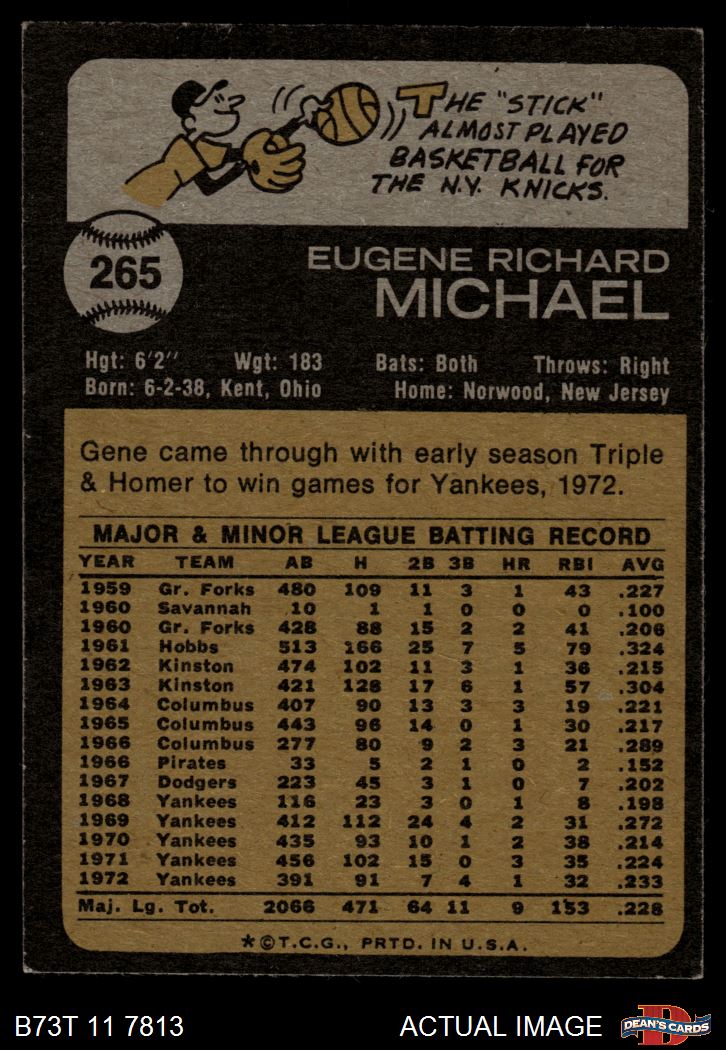 THE "STICK"
ALMOST PLAYED
BASKETBALL FOR
THE N.Y. KNICKS.
265
EUGENE RICHARD
MICHAEL
Hgt: 6'2" Wgt: 183 Bats: Both Throws: Right
Born: 6-2-38, Kent, Ohio Home: Norwood, New Jersey
Gene came through with early season Triple
& Homer to win games for Yankees, 1972.
MAJOR & MINOR LEAGUE BATTING RECORD
YEAR TEAM AB H 2B 3B HR RBI AVG
1959 Gr. Forks 480 109 11 3 1 43 .227
1960 Savannah 10 1 1 0 0 0 .100
1960 Gr. Forks 428 88 15 2 2 41 .206
1961 Hobbs 513 166 25 7 5 79 .324
1962 Kinston 474 102 11 3 1 36 .215
1963 Kinston 421 128 17 6 1 57 .304
1964 Columbus 407 90 13 3 3 19 .221
1965 Columbus 443 96 14 0 1 30 .217
1966 Columbus 277 80 9 2 3 21 .289
1966 Pirates 33 5 2 1 0 2 .152
1967 Dodgers 223 45 3 1 0 7 .202
1968 Yankees 116 23 3 0 1 8 .198
1969 Yankees 412 112 24 4 2 31 .272
1970 Yankees 435 93 10 1 2 38 .214
1971 Yankees 456 102 15 0 3 35 .224
1972 Yankees 391 91 7 4 1 32 .233
Maj. Lg. Tot. 2066 471 64 11 9 153 .228
*©T.C.G., PRTD. IN U.S.A.
B73T 11 7813 ACTUAL IMAGE DEAN'S CARDS